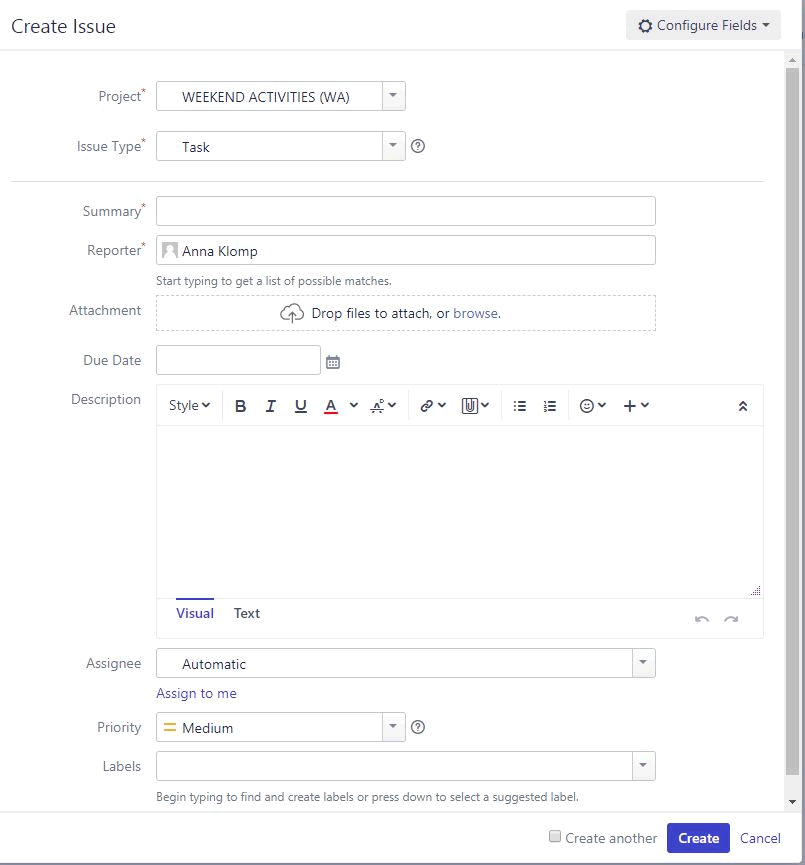 Create Issue
Configure Fields
Project*
WEEKEND ACTIVITIES (WA)
Issue Type*
Task
Summary*
Reporter*
Anna Klomp
Start typing to get a list of possible matches.
Attachment
Drop files to attach, or browse.
Due Date
Description
Style B I U A
Visual Text
Assignee
Automatic
Assign to me
Priority
Medium
Labels
Begin typing to find and create labels or press down to select a suggested label.
Create another Create Cancel